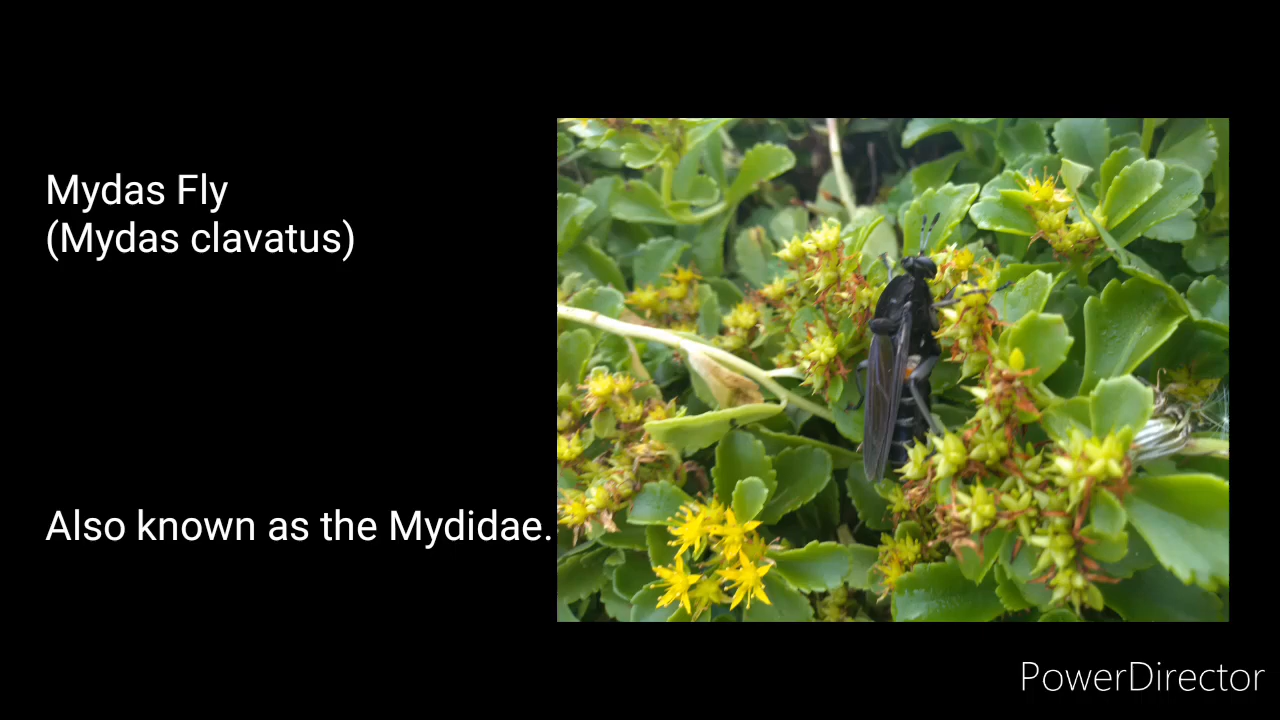 Mydas Fly
(Mydas clavatus)
Also known as the Mydidae.
PowerDirector